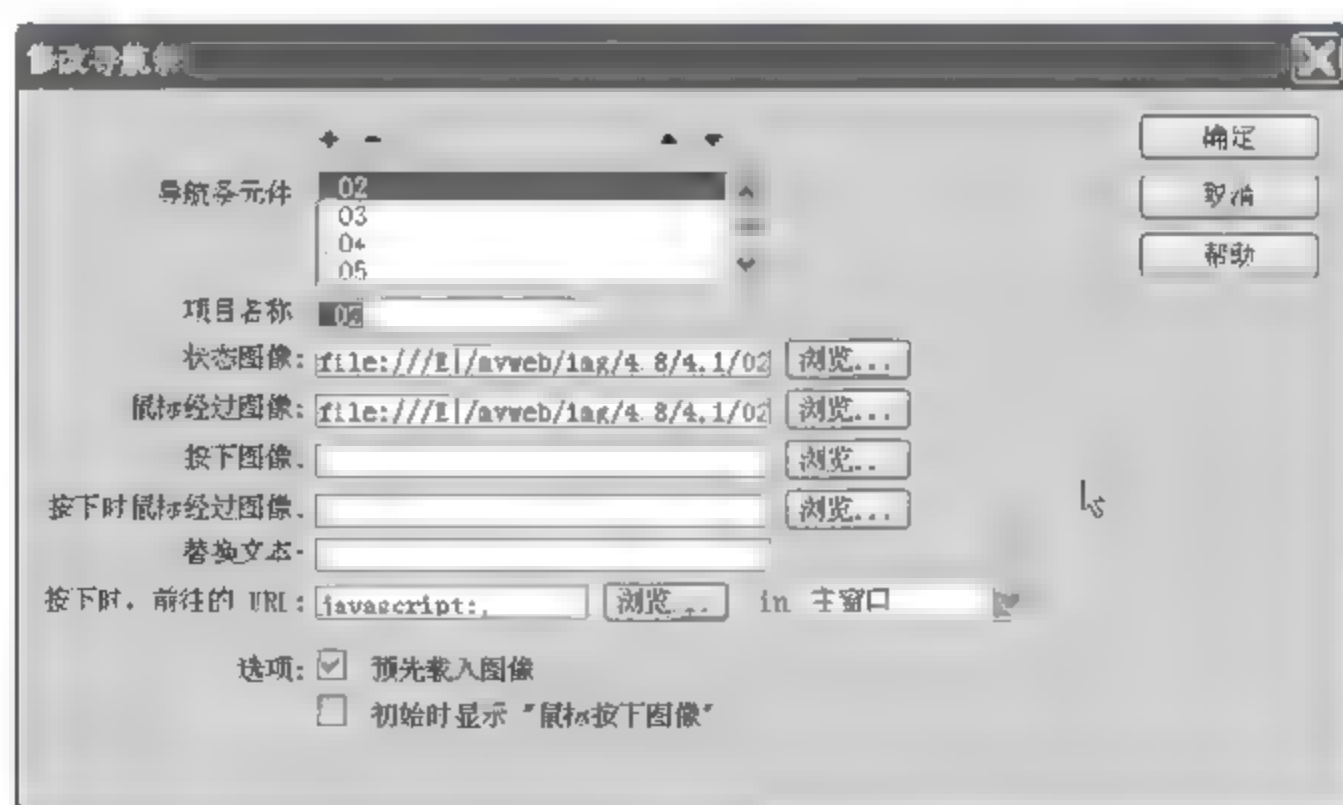 修改导航条
确定
导航条元件
02
03
04
05
取消
帮助
项目名称 02
状态图像: file:///E|/myweb/img/4.8/4.1/02 浏览...
鼠标经过图像: file:///E|/myweb/img/4.8/4.1/02 浏览...
按下图像: 浏览...
按下时鼠标经过图像: 浏览...
替换文本:
按下时, 前往的 URL: javascript:; 浏览... in 主窗口
选项: 预先载入图像
初始时显示 "鼠标按下图像"